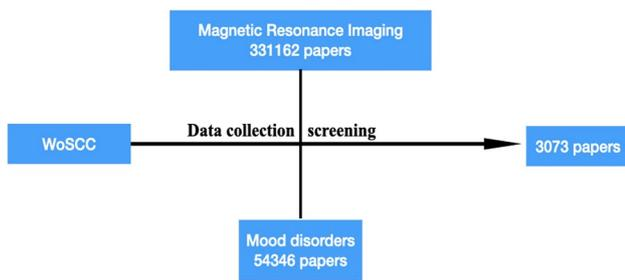 Magnetic Resonance Imaging
331162 papers
Data collection screening
WoSCC
3073 papers
Mood disorders
54346 papers